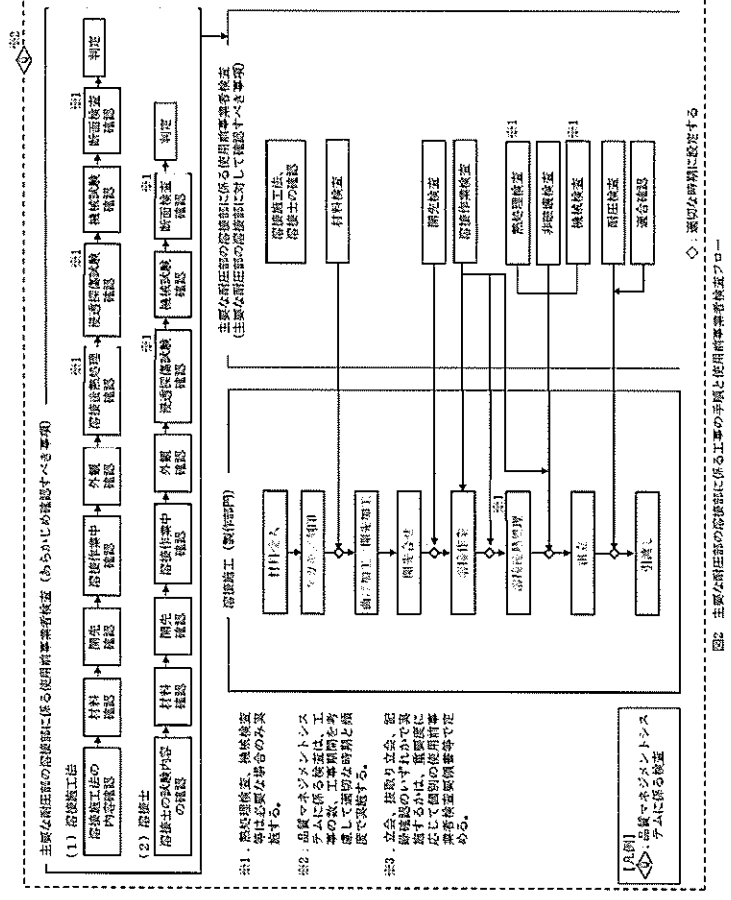 ※2
主要な耐圧部の溶接部に係る使用前事業者検査(あらかじめ確認すべき事項)
(1)溶接施工法
溶接施工法の
内容確認
材料
確認
開先
確認
溶接作業中
確認
外観
確認
※1
溶接後熱処理
確認
※1
浸透探傷試験
確認
機械試験
確認
※1
断面検査
確認
判定
(2)溶接士
溶接士の試験内容
の確認
材料
確認
開先
確認
溶接作業中
確認
外観
確認
※1
浸透探傷試験
確認
機械試験
確認
※1
断面検査
確認
判定
※1:熱処理検査、機械検査
等は必要な場合のみ実
施する。
※2:品質マネジメントシス
テムに係る検査は、工
事の数、工事期間を考
慮して適切な時期と頻
度で実施する。
※3 立会、抜取り立会、記
録確認のいずれかで実
施するかは、重要度に
応じて個別の使用前事
業者検査要領書等で定
める。
【凡例】
Q:品質マネジメントシス
テムに係る検査
溶接施工(製作部門)
材料受入
曲げ加工 開先加工
開先合せ
溶接作業
※1
溶接後熱処理
組立
引渡し
主要な耐圧部の溶接部に係る使用前事業者検査
(主要な耐圧部の溶接部に対して確認すべき事項)
溶接施工法、
溶接士の確認
材料検査
開先検査
溶接作業検査
※1
熱処理検査
非破壊検査
※1
機械検査
耐圧検査
適合確認
◇:適切な時期に設定する
図2 主要な耐圧部の溶接部に係る工事の手順と使用前事業者検査フロー